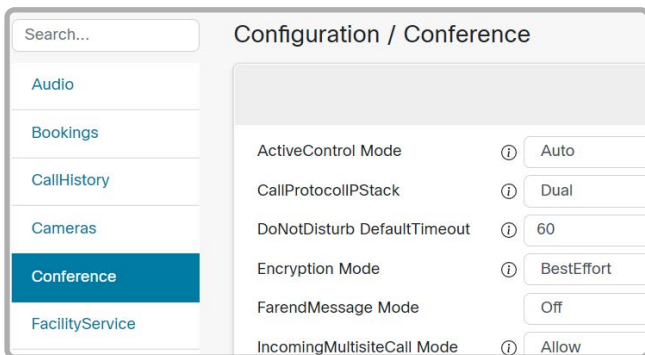 Search...
Configuration / Conference
Audio
Bookings
CallHistory
Cameras
Conference
FacilityService
ActiveControl Mode Auto
CallProtocolIPStack Dual
DoNotDisturb DefaultTimeout 60
Encryption Mode BestEffort
FarendMessage Mode Off
IncomingMultisiteCall Mode Allow